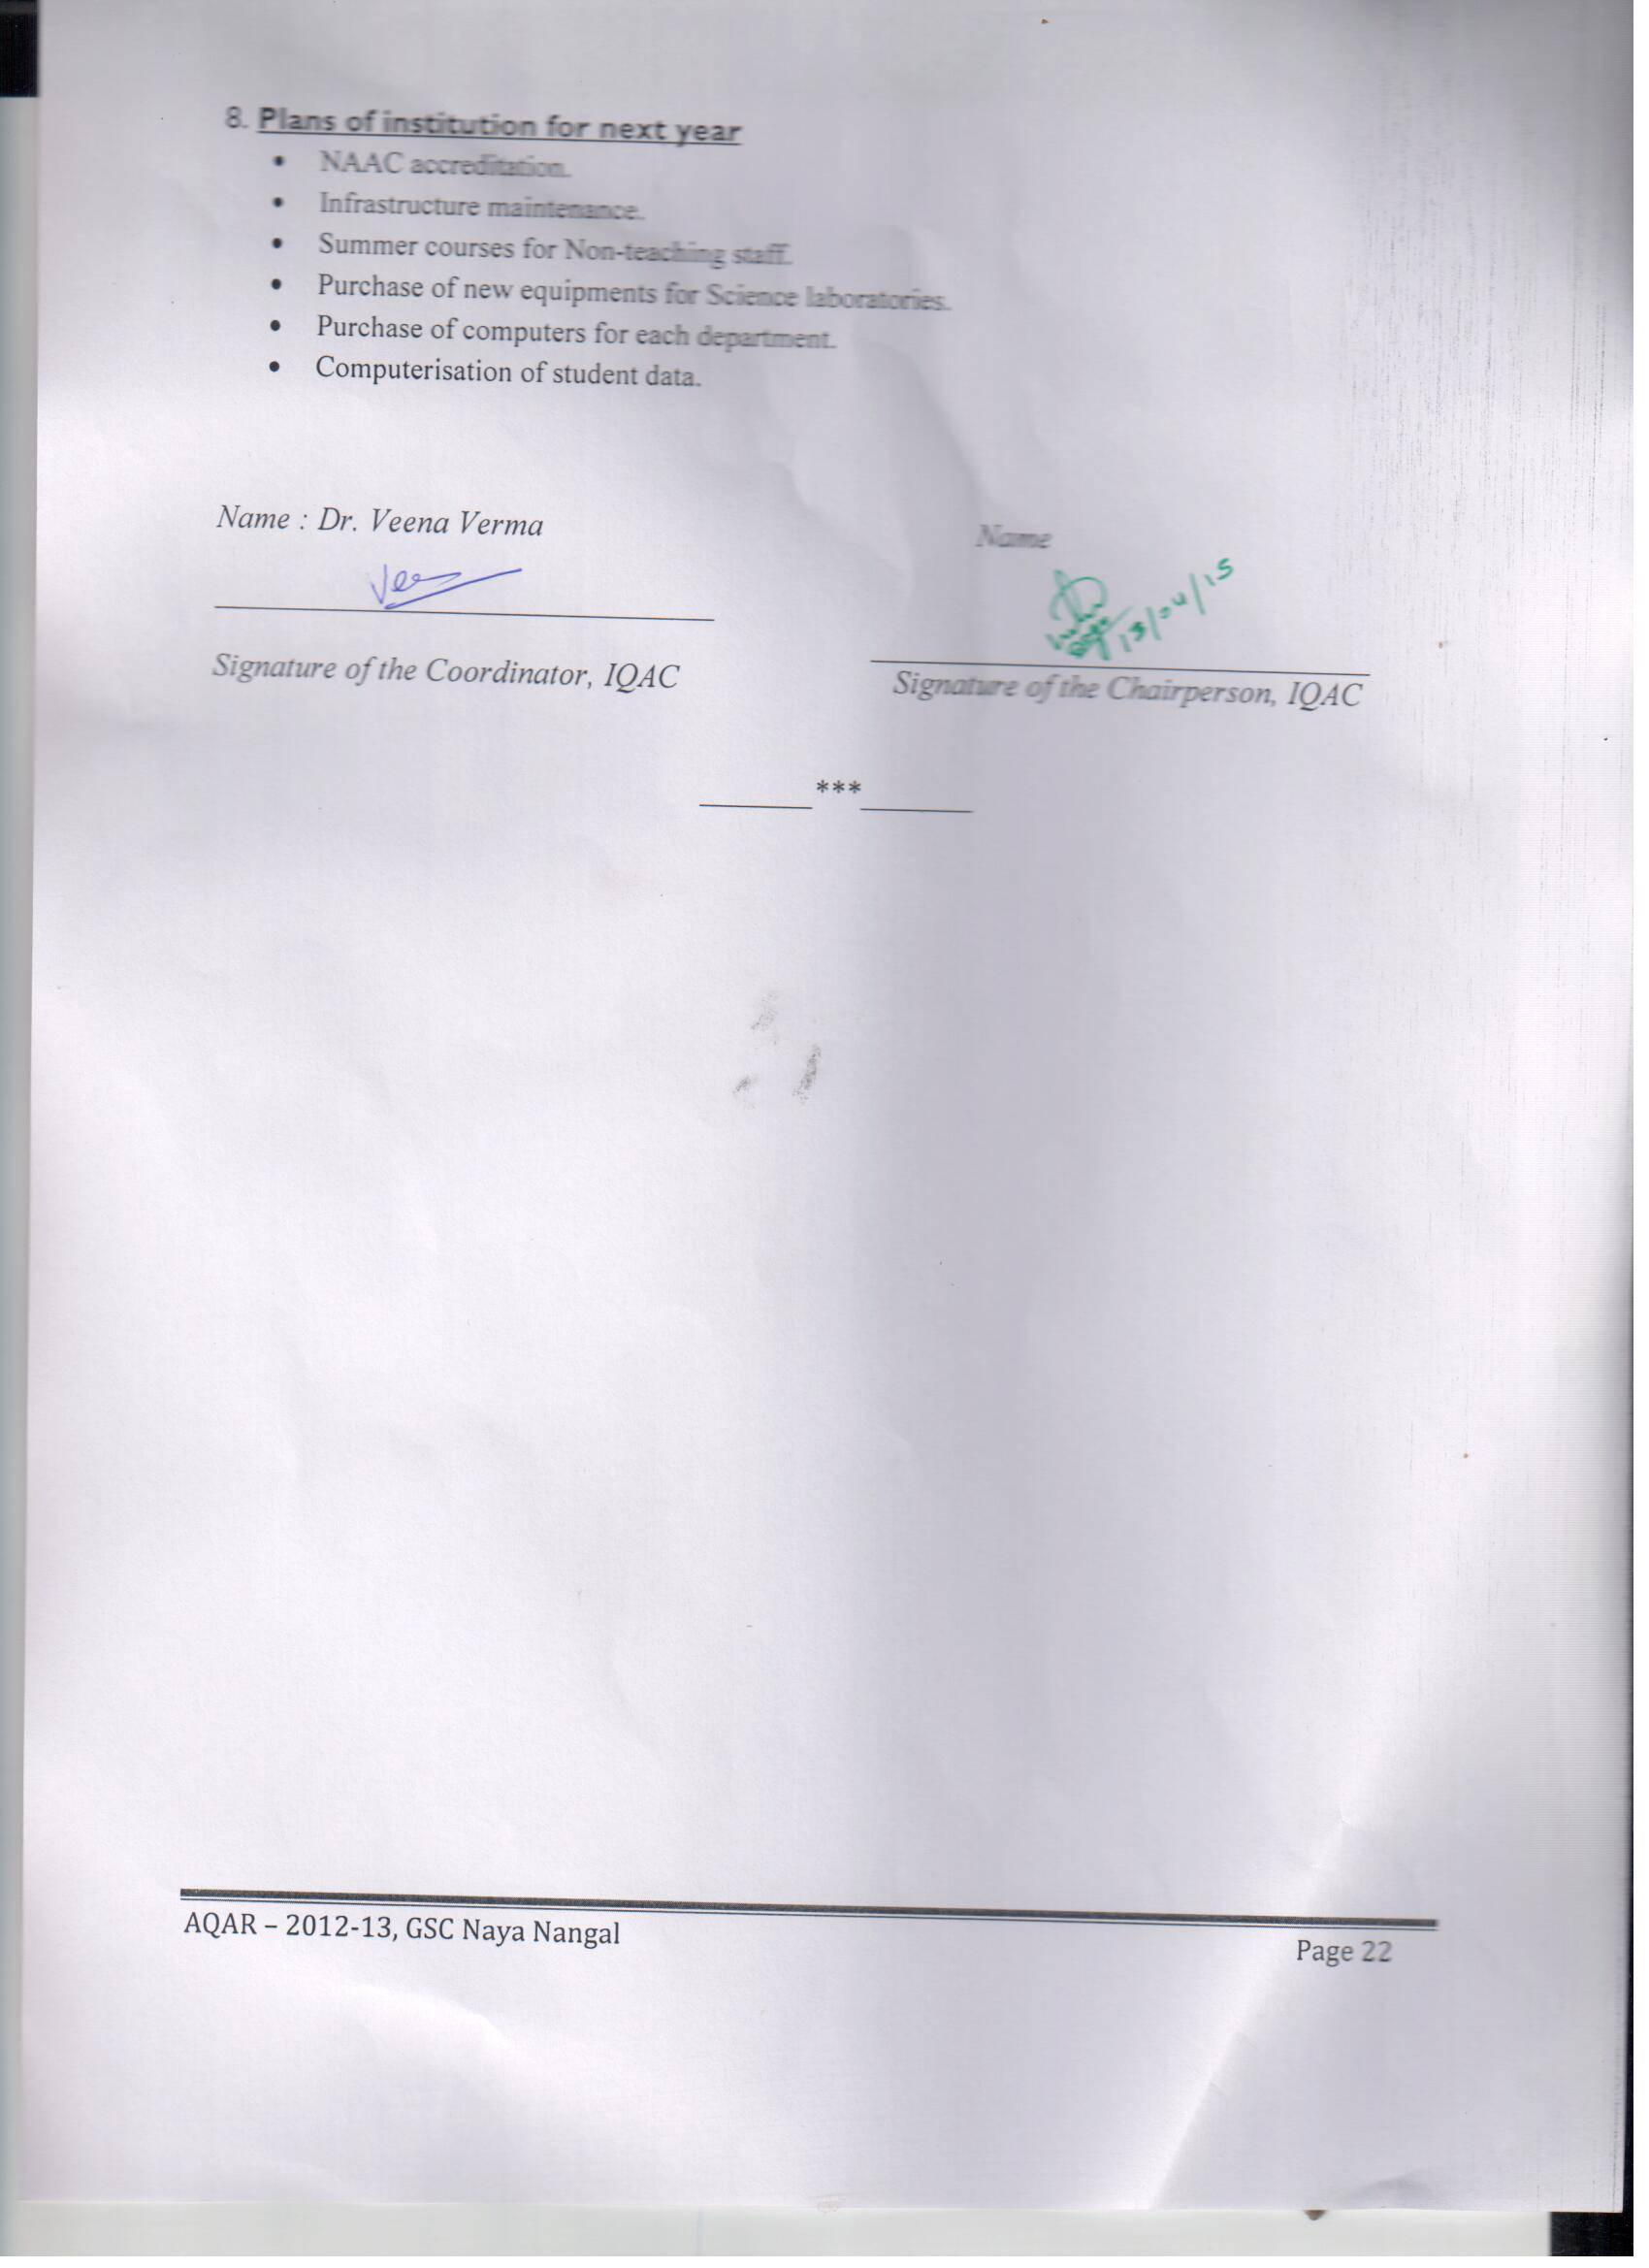 8. Plans of institution for next year
• NAAC accreditation.
• Infrastructure maintenance.
• Summer courses for Non-teaching staff.
• Purchase of new equipments for Science laboratories.
• Purchase of computers for each department.
• Computerisation of student data.
Name : Dr. Veena Verma
Name
13/04/15
Signature of the Coordinator, IQAC
Signature of the Chairperson, IQAC
_______***_______
AQAR – 2012-13, GSC Naya Nangal
Page 22